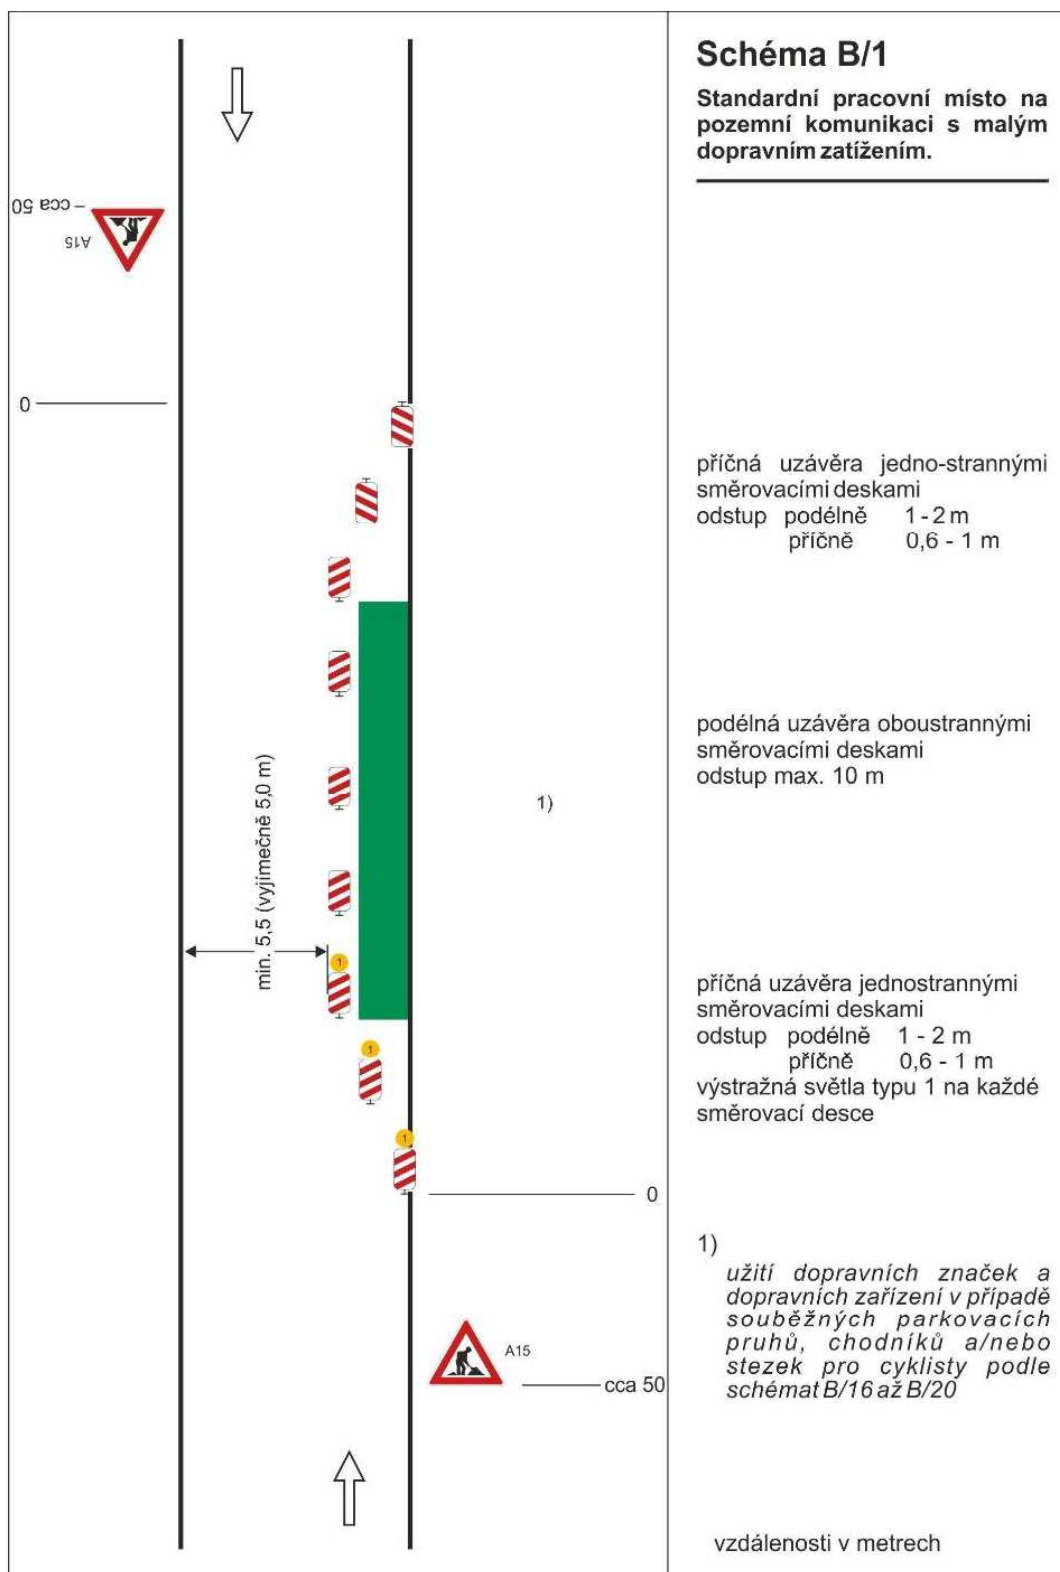 Schéma B/1
Standardní pracovní místo na
pozemní komunikaci s malým
dopravním zatížením.
cca 50
A15
0
příčná uzávěra jedno-strannými
směrovacími deskami
odstup podélně 1 - 2 m
příčně 0,6 - 1 m
podélná uzávěra oboustrannými
směrovacími deskami
odstup max. 10 m
1)
min. 5,5 (vyjímečně 5,0 m)
1
příčná uzávěra jednostrannými
směrovacími deskami
odstup podélně 1 - 2 m
příčně 0,6 - 1 m
výstražná světla typu 1 na každé
směrovací desce
1
1
0
1)
užití dopravních značek a
dopravních zařízení v případě
souběžných parkovacích
pruhů, chodníků a/nebo
stezek pro cyklisty podle
schémat B/16 až B/20
A15
cca 50
vzdálenosti v metrech